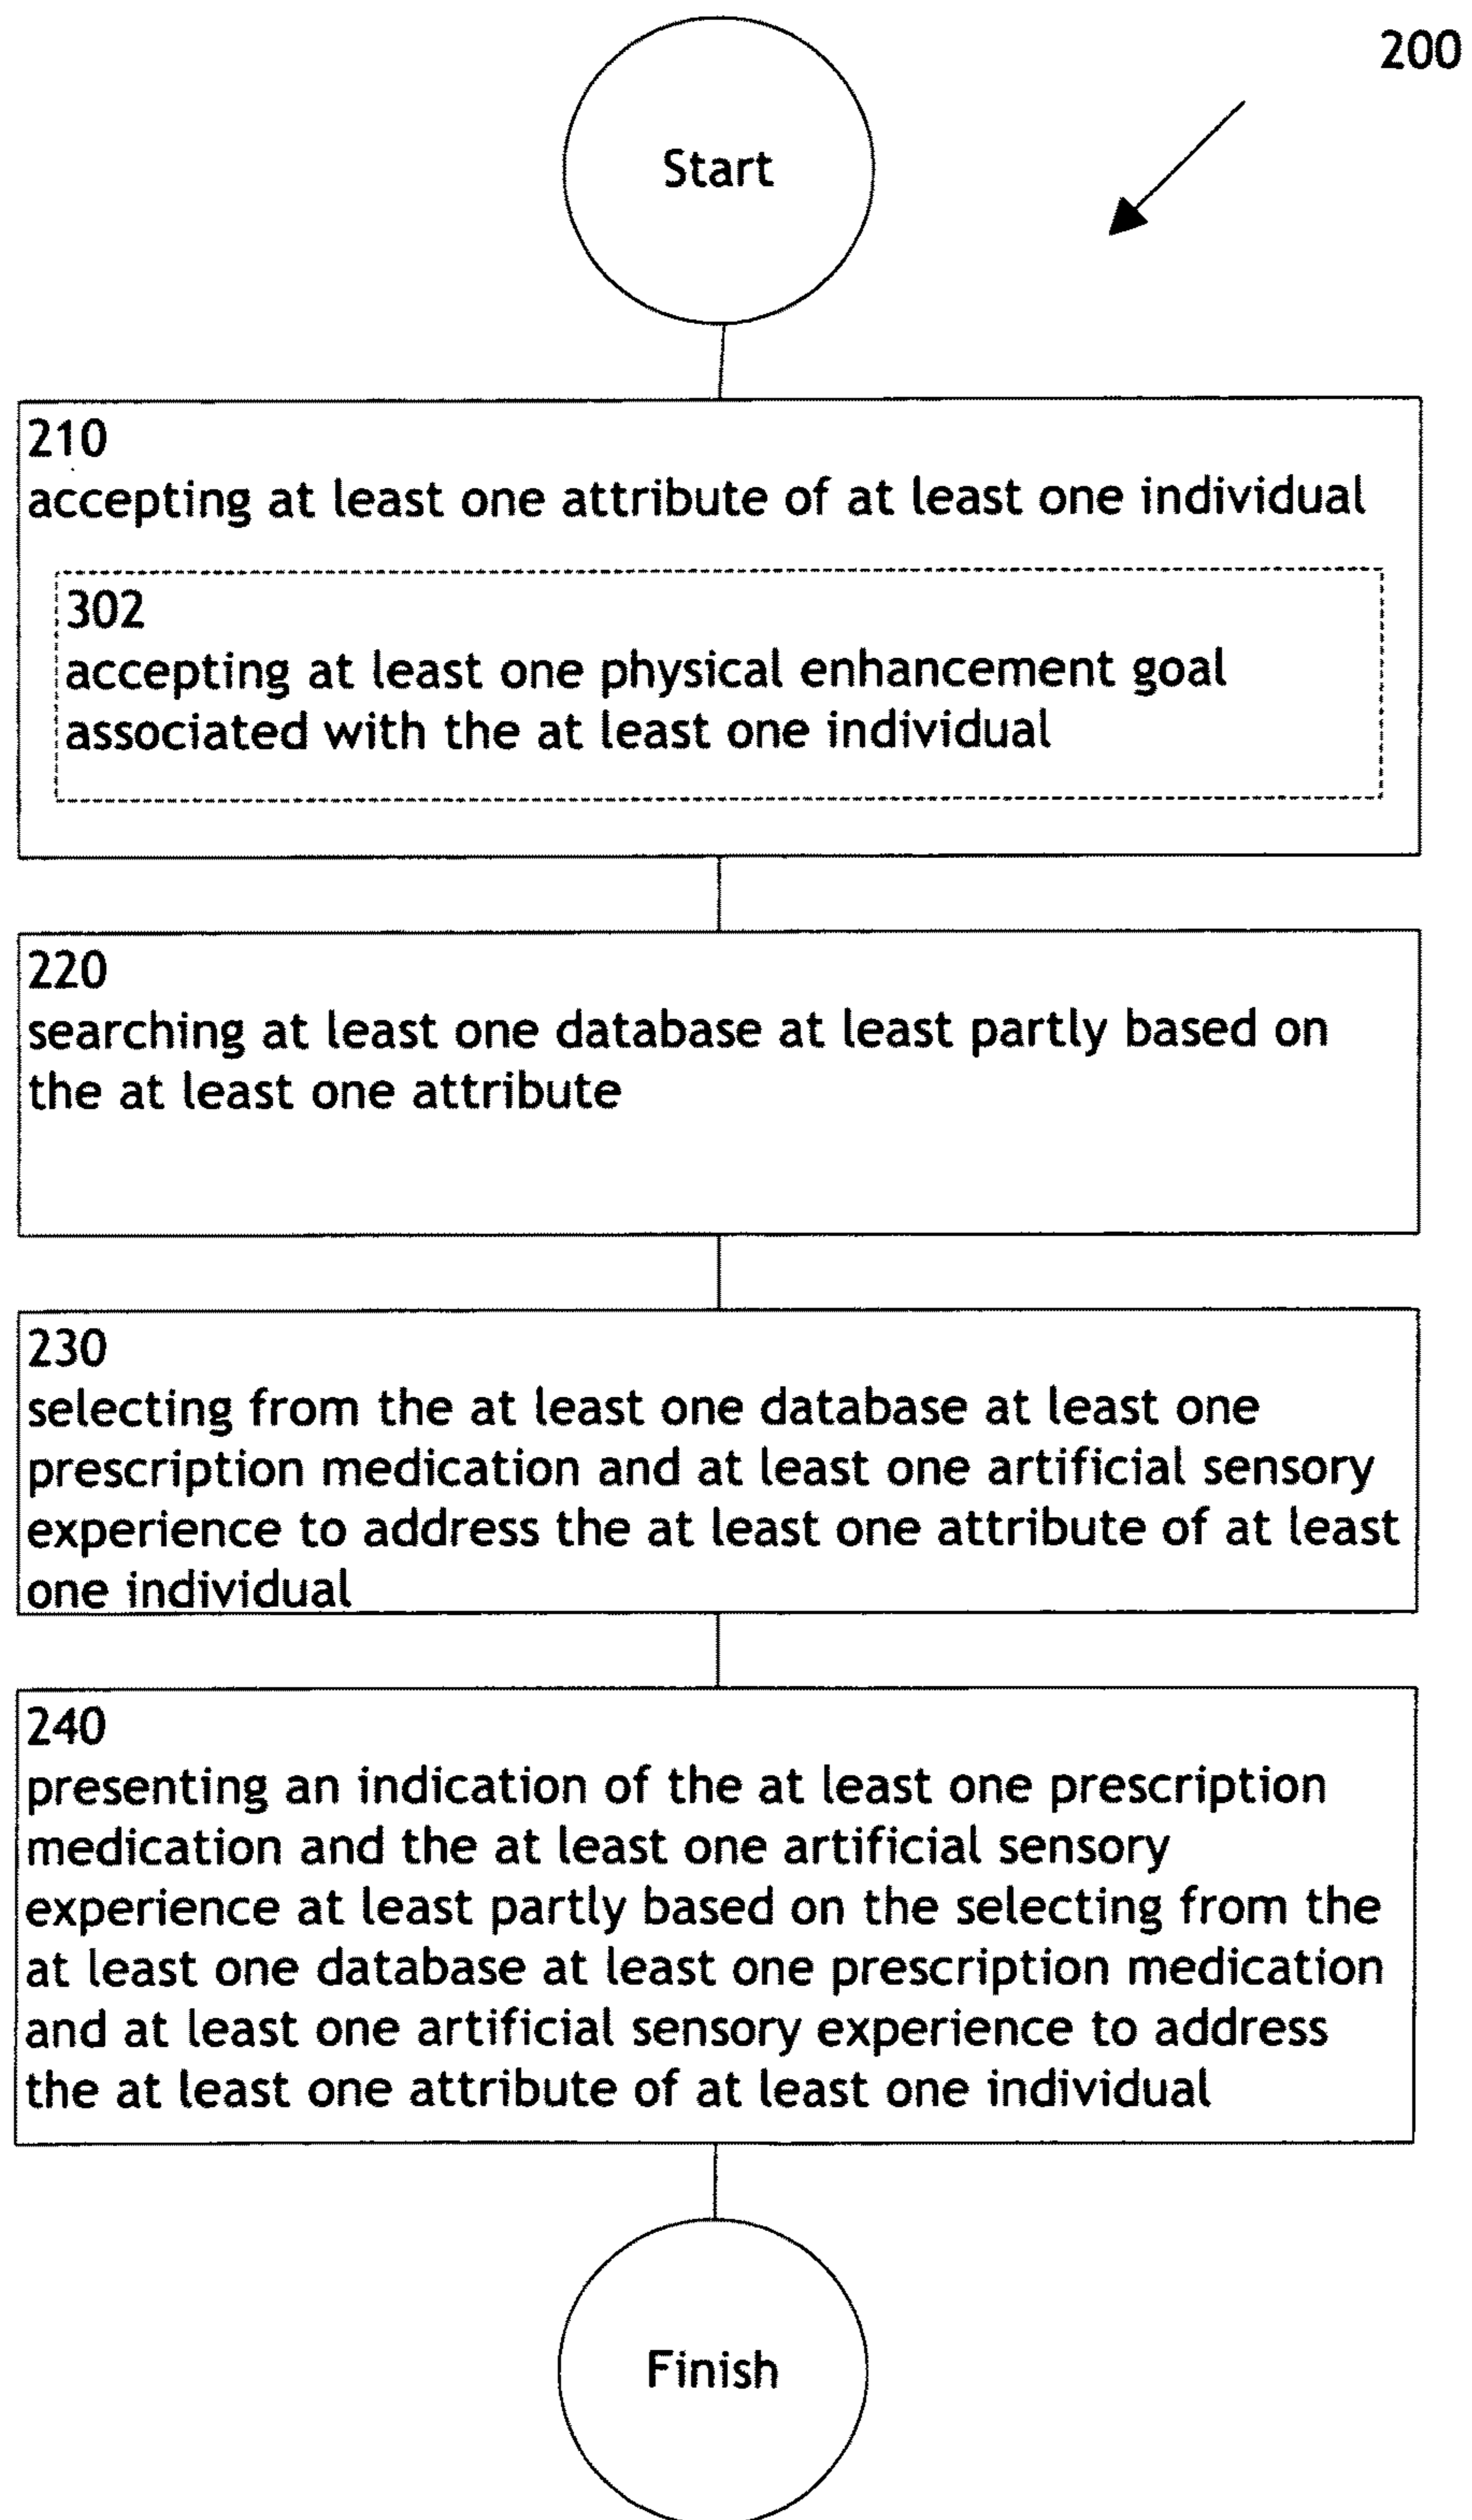 200
Start
210
accepting at least one attribute of at least one individual
302
accepting at least one physical enhancement goal
associated with the at least one individual
220
searching at least one database at least partly based on
the at least one attribute
230
selecting from the at least one database at least one
prescription medication and at least one artificial sensory
experience to address the at least one attribute of at least
one individual
240
presenting an indication of the at least one prescription
medication and the at least one artificial sensory
experience at least partly based on the selecting from the
at least one database at least one prescription medication
and at least one artificial sensory experience to address
the at least one attribute of at least one individual
Finish